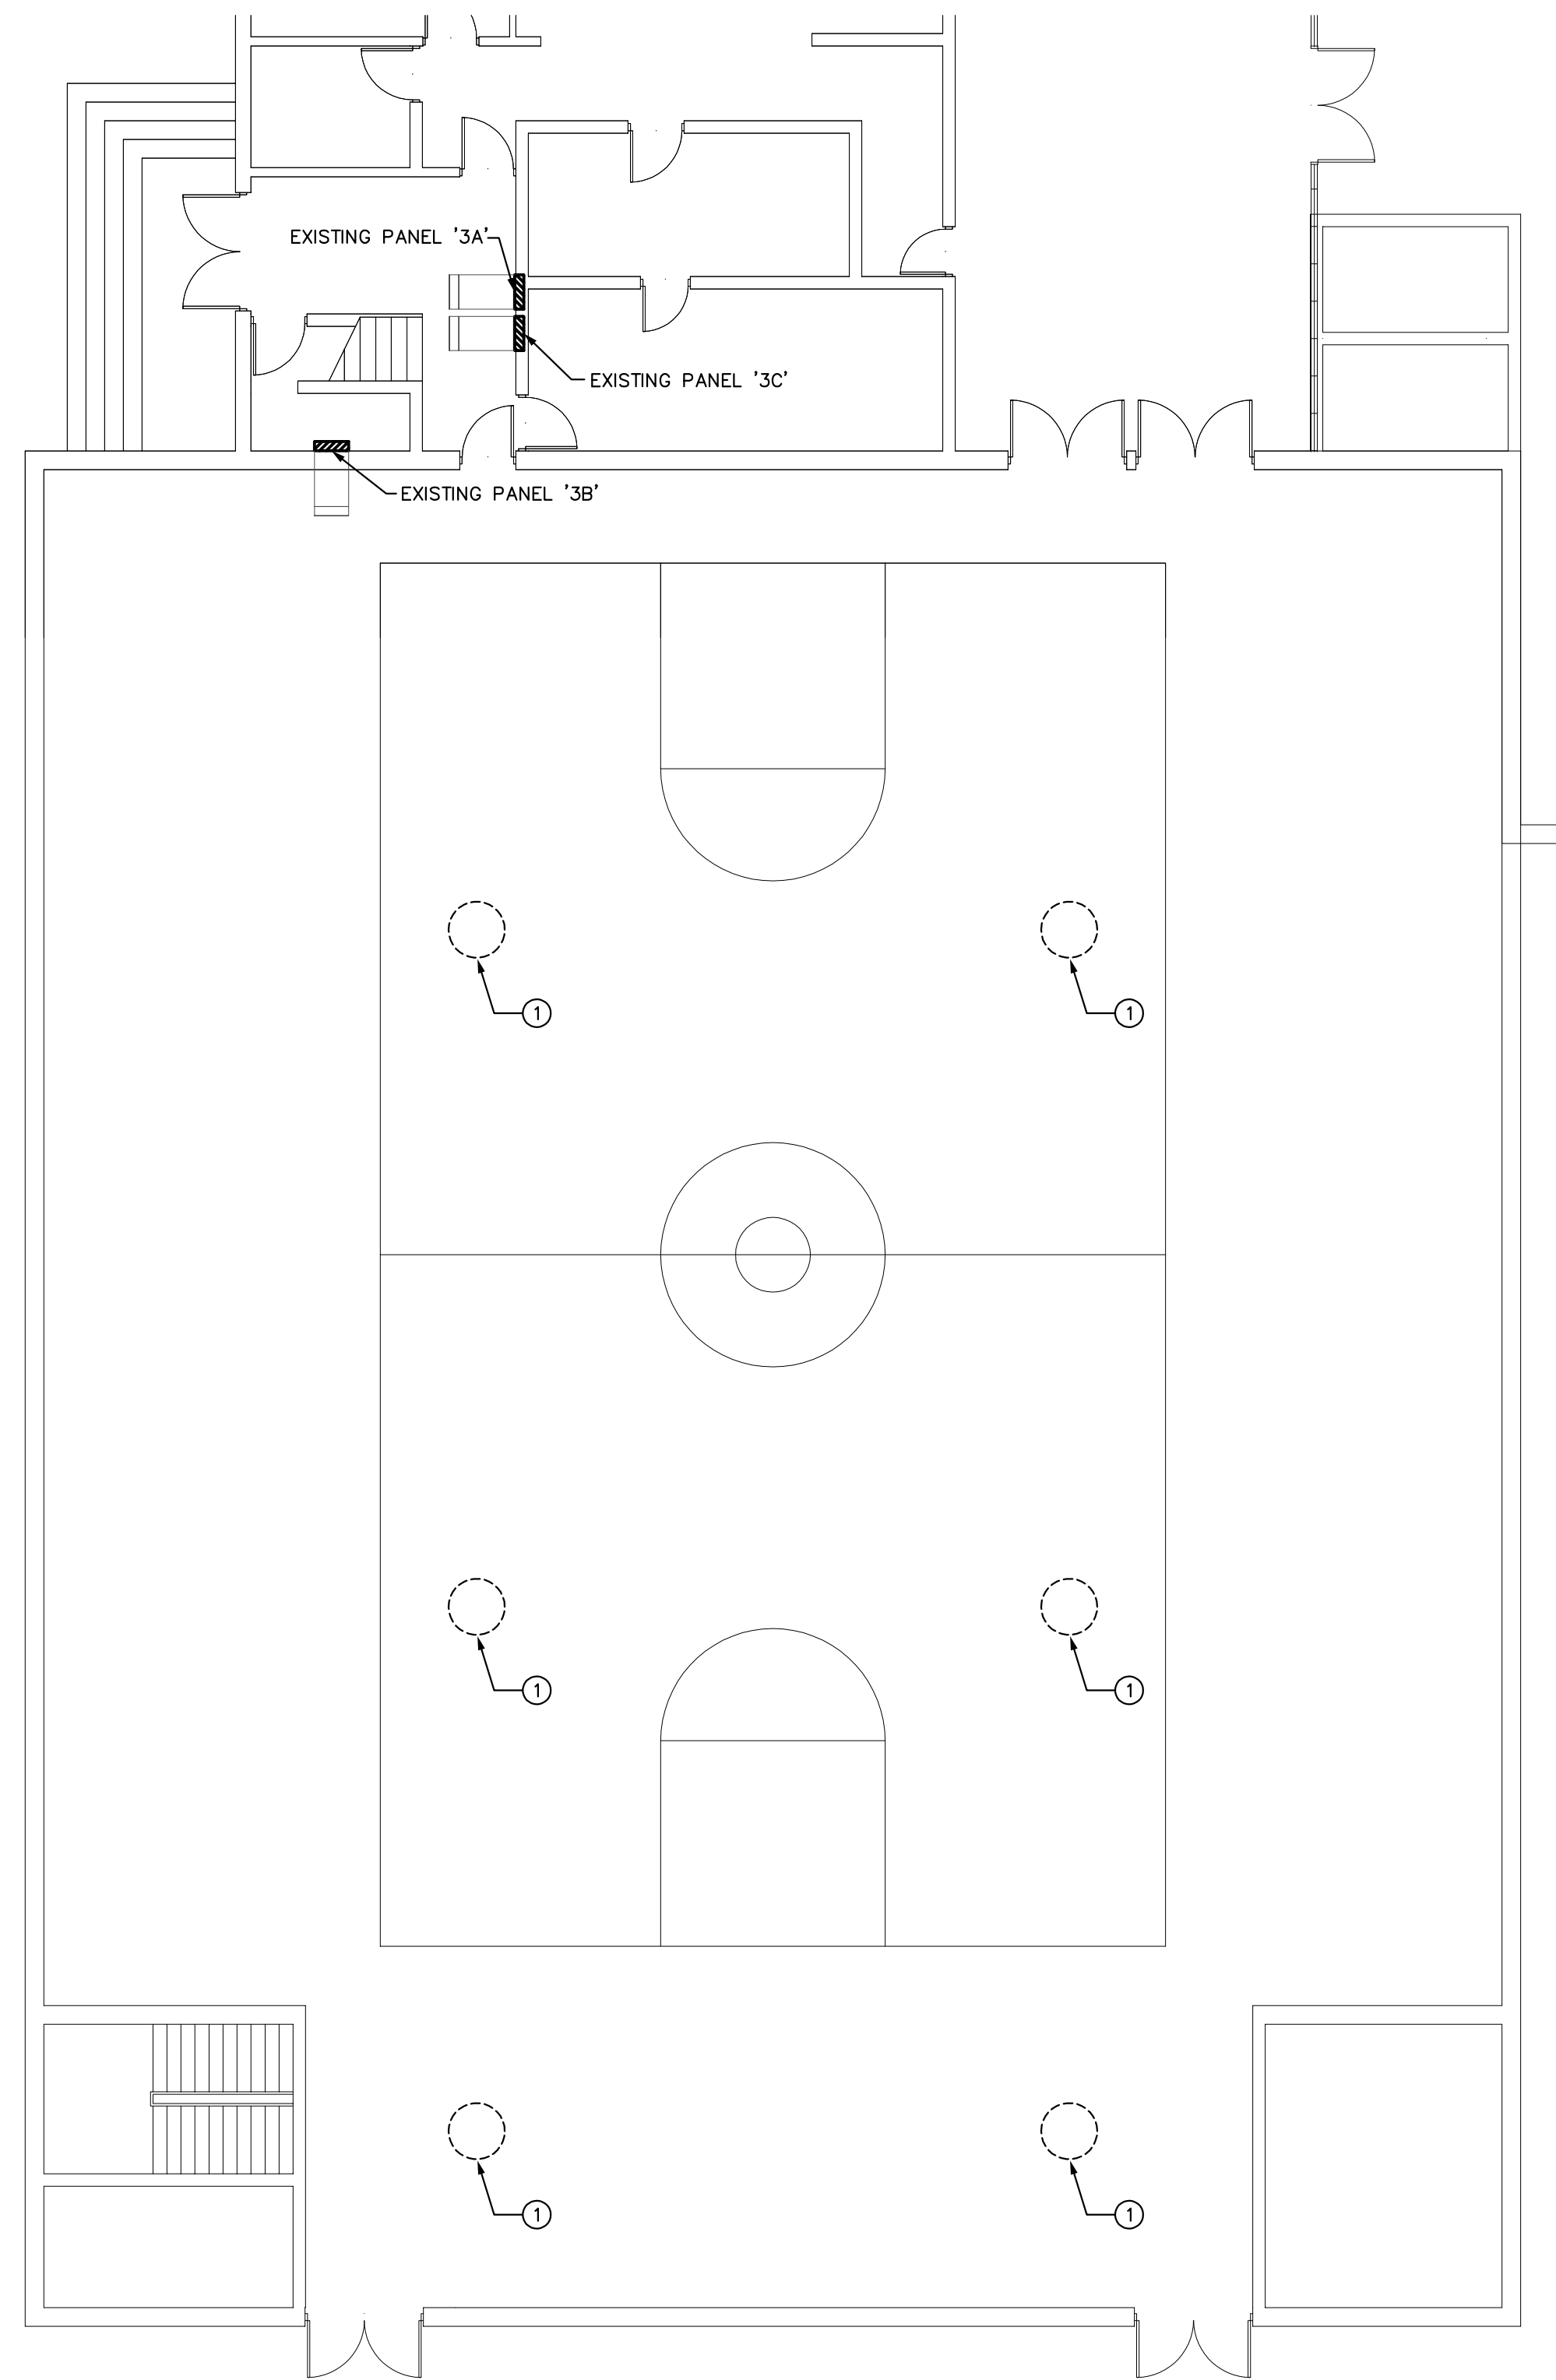 EXISTING PANEL '3A'
EXISTING PANEL '3C'
EXISTING PANEL '3B'
1
1
1
1
1
1